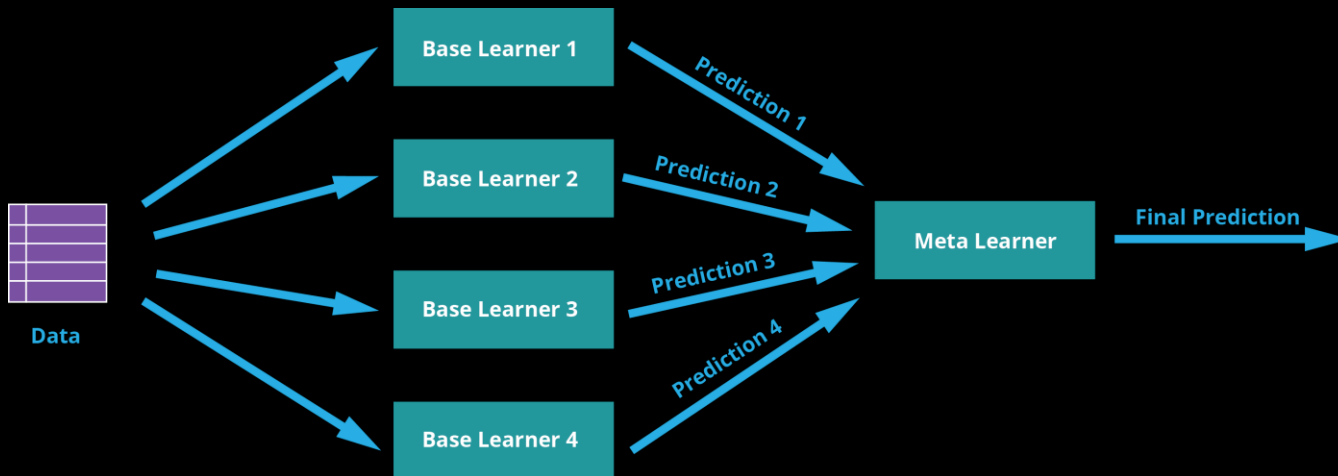 Data
Base Learner 1
Base Learner 2
Base Learner 3
Base Learner 4
Prediction 1
Prediction 2
Prediction 3
Prediction 4
Meta Learner
Final Prediction